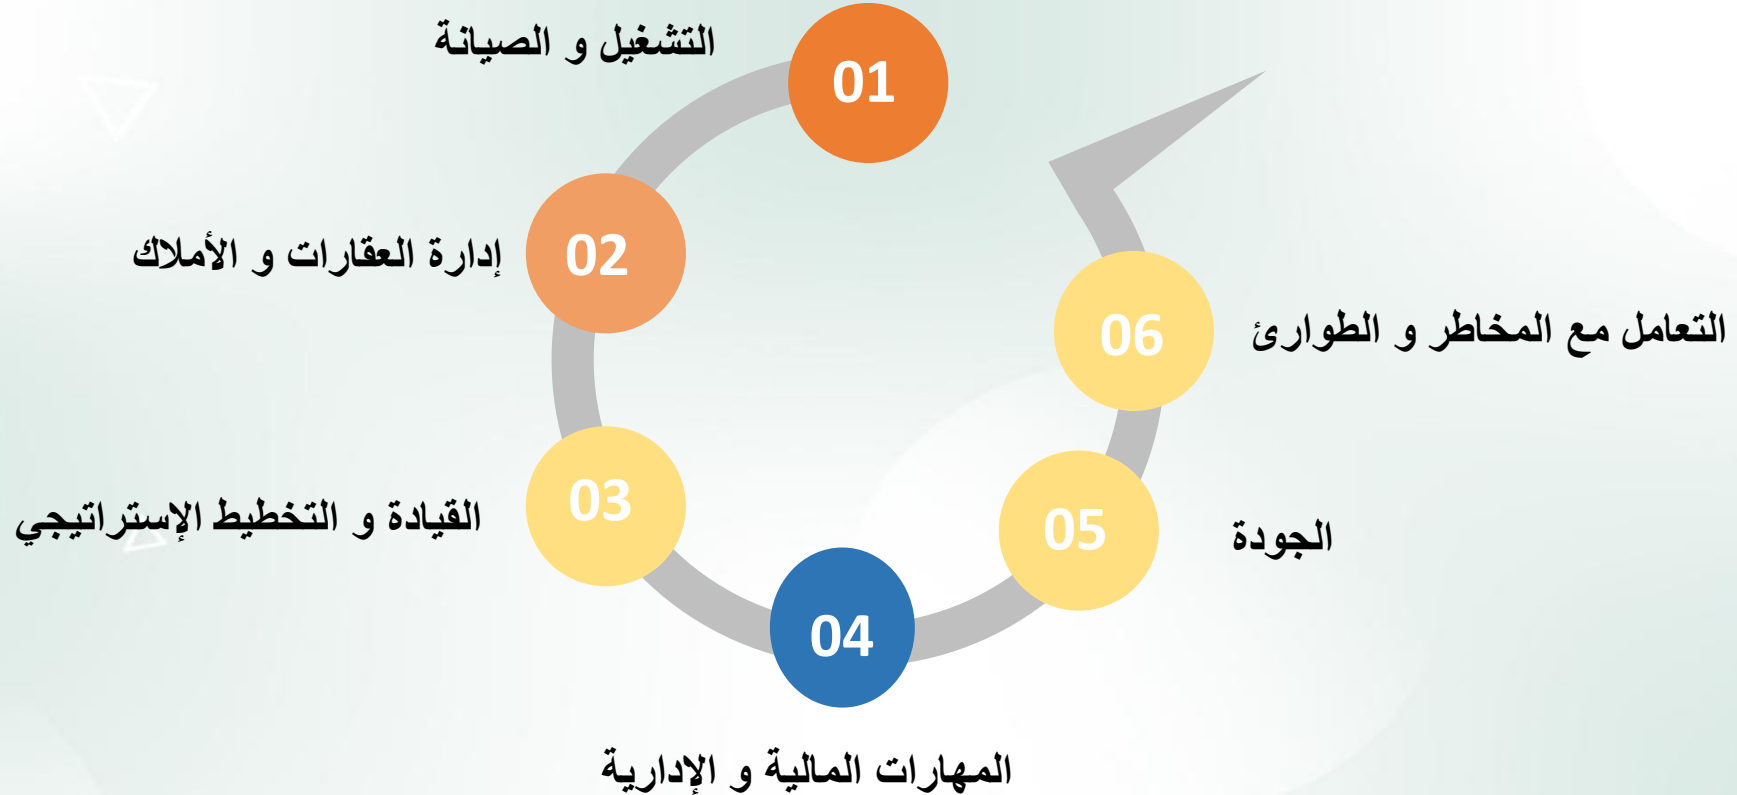 01
التشغيل و الصيانة
02
إدارة العقارات و الأملاك
03
القيادة و التخطيط الإستراتيجي
04
المهارات المالية و الإدارية
05
الجودة
06
التعامل مع المخاطر و الطوارئ